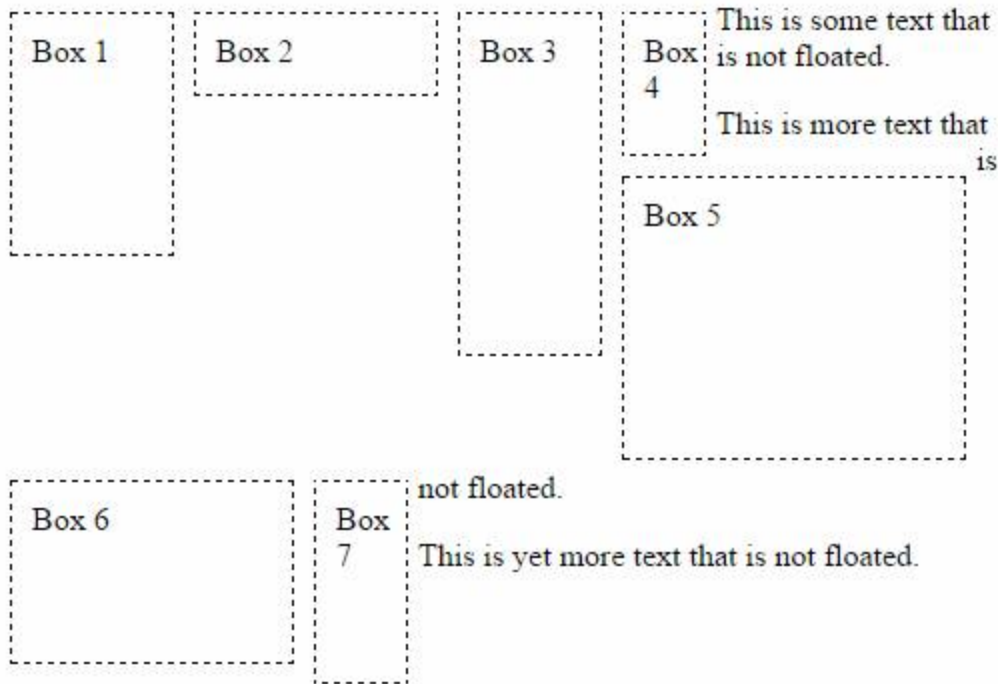 Box 1
Box 2
Box 3
Box
4
This is some text that
is not floated.
This is more text that
is
Box 5
Box 6
Box
7
not floated.
This is yet more text that is not floated.